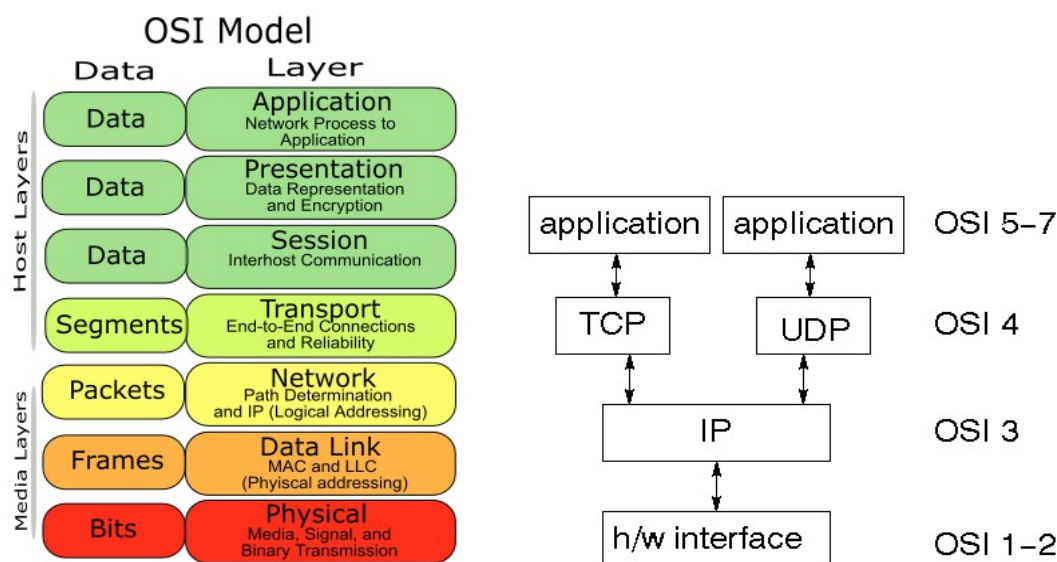 OSI Model
Data Layer
Host Layers
Data
Application
Network Process to
Application
Data
Presentation
Data Representation
and Encryption
Data
Session
Interhost Communication
Segments
Transport
End-to-End Connections
and Reliability
Media Layers
Packets
Network
Path Determination
and IP (Logical Addressing)
Frames
Data Link
MAC and LLC
(Phyiscal addressing)
Bits
Physical
Media, Signal, and
Binary Transmission
application application OSI 5-7
TCP UDP OSI 4
IP OSI 3
h/w interface OSI 1-2